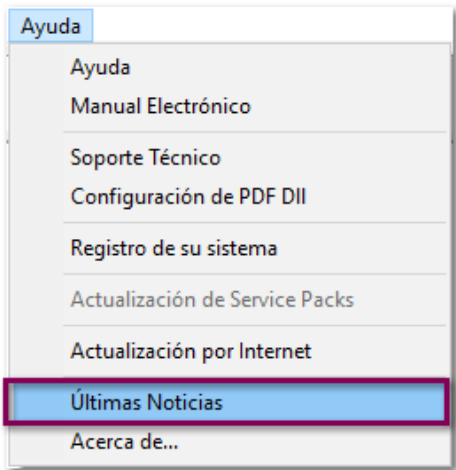 Ayuda
Ayuda
Manual Electrónico
Soporte Técnico
Configuración de PDF Dll
Registro de su sistema
Actualización de Service Packs
Actualización por Internet
Últimas Noticias
Acerca de...